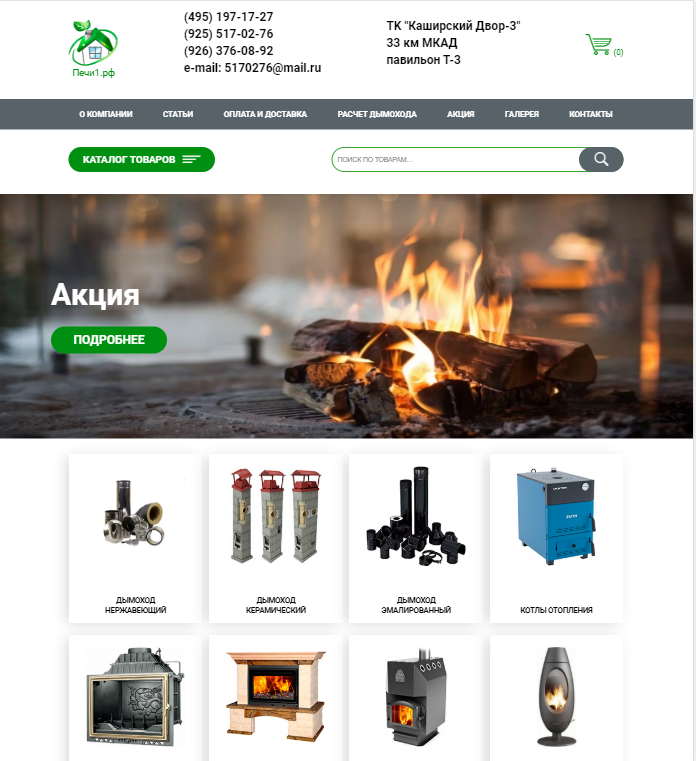 Печи1.рф
(495) 197-17-27
(925) 517-02-76
(926) 376-08-92
e-mail: 5170276@mail.ru
ТК "Каширский Двор-3"
33 км МКАД
павильон Т-3
(0)
О КОМПАНИИ СТАТЬИ ОПЛАТА И ДОСТАВКА РАСЧЕТ ДЫМОХОДА АКЦИЯ ГАЛЕРЕЯ КОНТАКТЫ
КАТАЛОГ ТОВАРОВ
ПОИСК ПО ТОВАРАМ...
Акция
ПОДРОБНЕЕ
ДЫМОХОД
НЕРЖАВЕЮЩИЙ
ДЫМОХОД
КЕРАМИЧЕСКИЙ
ДЫМОХОД
ЭМАЛИРОВАННЫЙ
КОТЛЫ ОТОПЛЕНИЯ